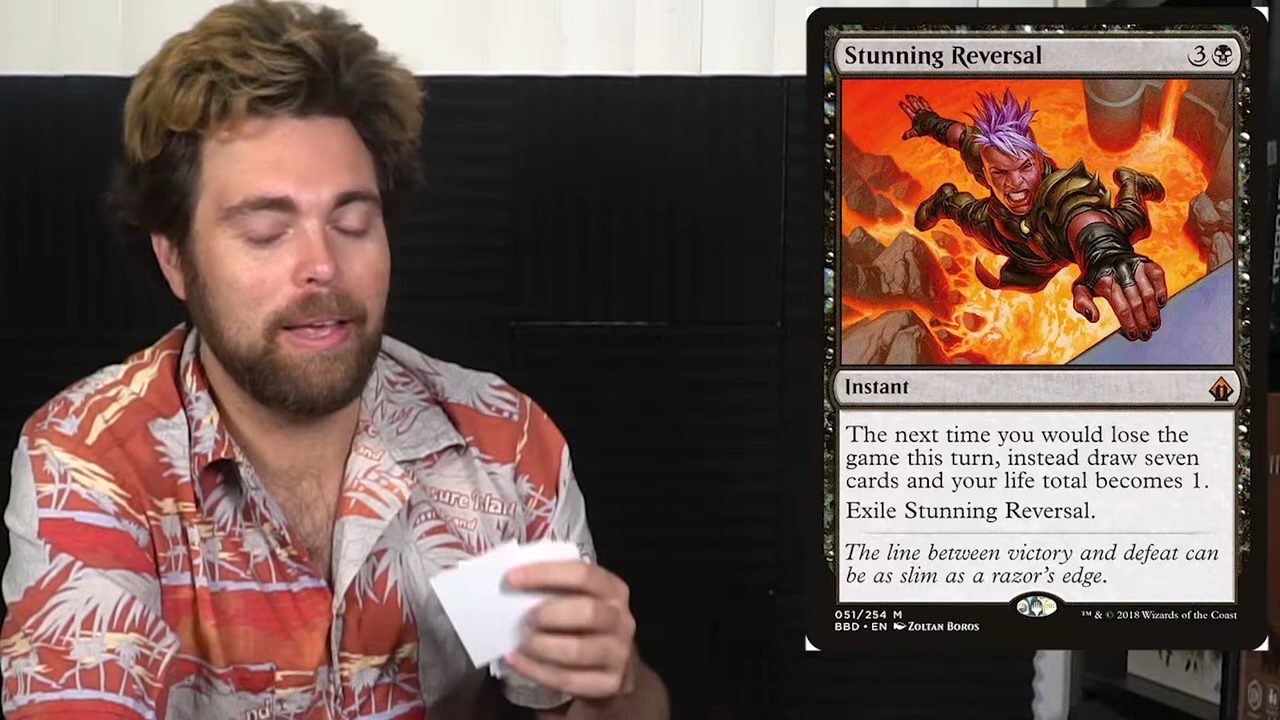 Stunning Reversal 3
Instant
The next time you would lose the
game this turn, instead draw seven
cards and your life total becomes 1.
Exile Stunning Reversal.
The line between victory and defeat can
be as slim as a razor's edge.
051/254 M
BBD • EN Zoltan Boros
™ & © 2018 Wizards of the Coast
and
and